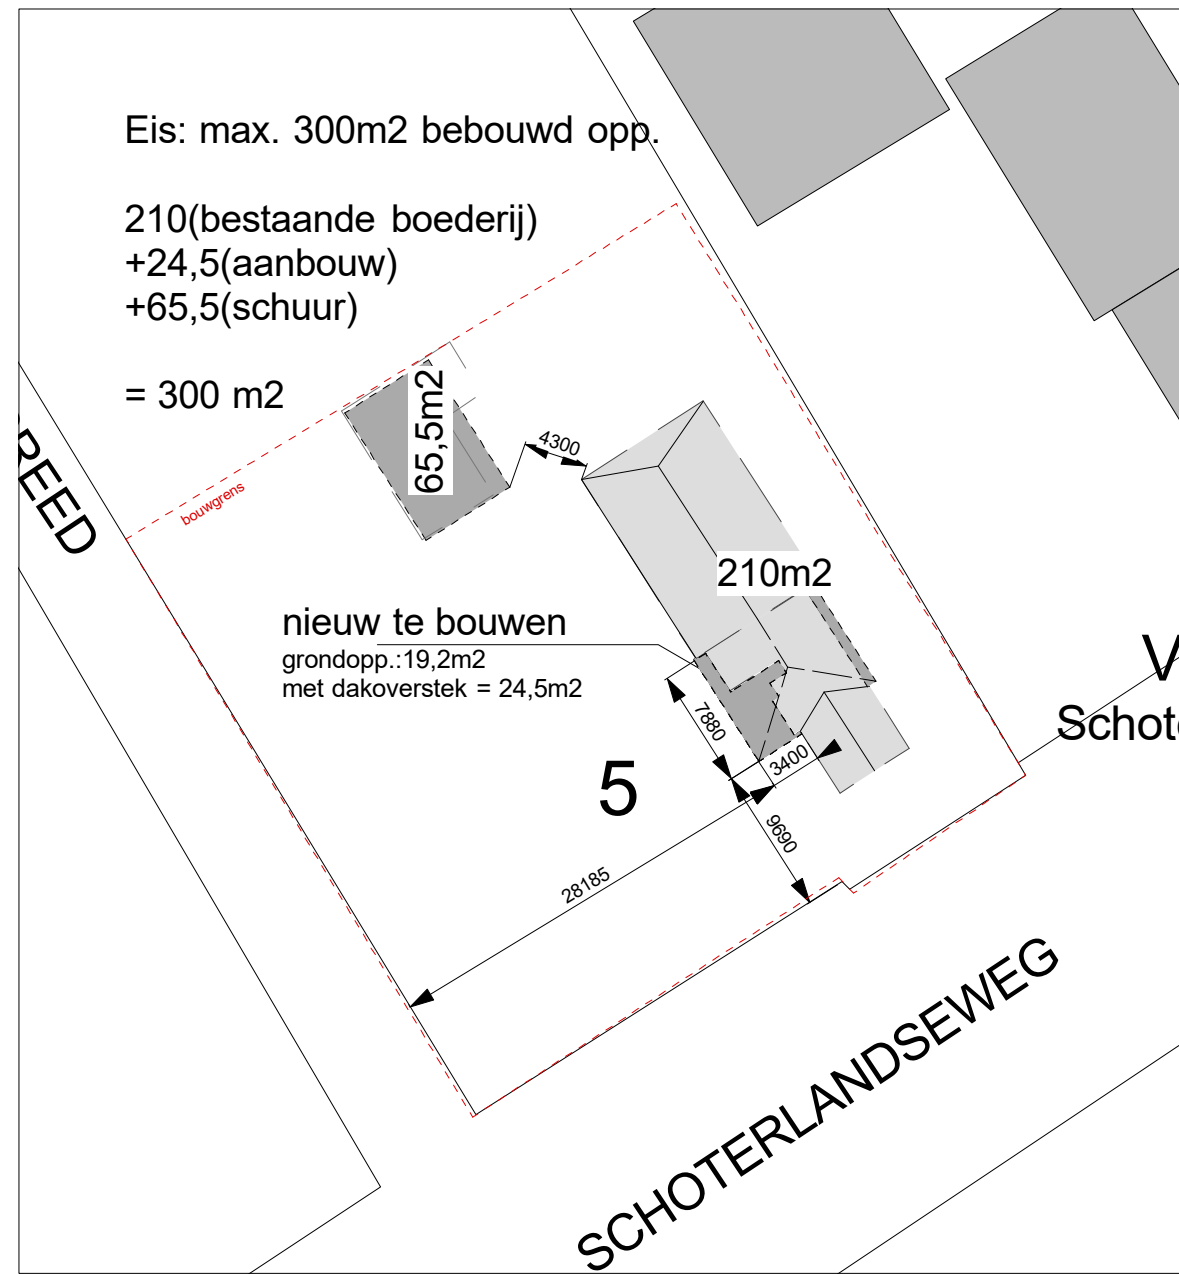 Eis: max. 300m2 bebouwd opp.
210(bestaande boederij)
+24,5(aanbouw)
+65,5(schuur)
= 300 m2
65,5m2
4300
REED
bouwgrens
210m2
nieuw te bouwen
grondopp.:19,2m2
met dakoverstek = 24,5m2
7880
3400
V
Schote
5
9690
28185
SCHOTERLANDSEWEG